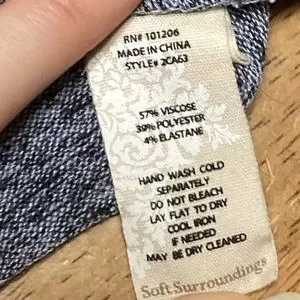 RN# 101206
MADE IN CHINA
STYLE# 2CA63
57% VISCOSE
39% POLYESTER
4% ELASTANE
HAND WASH COLD
SEPARATELY
DO NOT BLEACH
LAY FLAT TO DRY
COOL IRON
IF NEEDED
MAY BE DRY CLEANED
Soft Surroundings